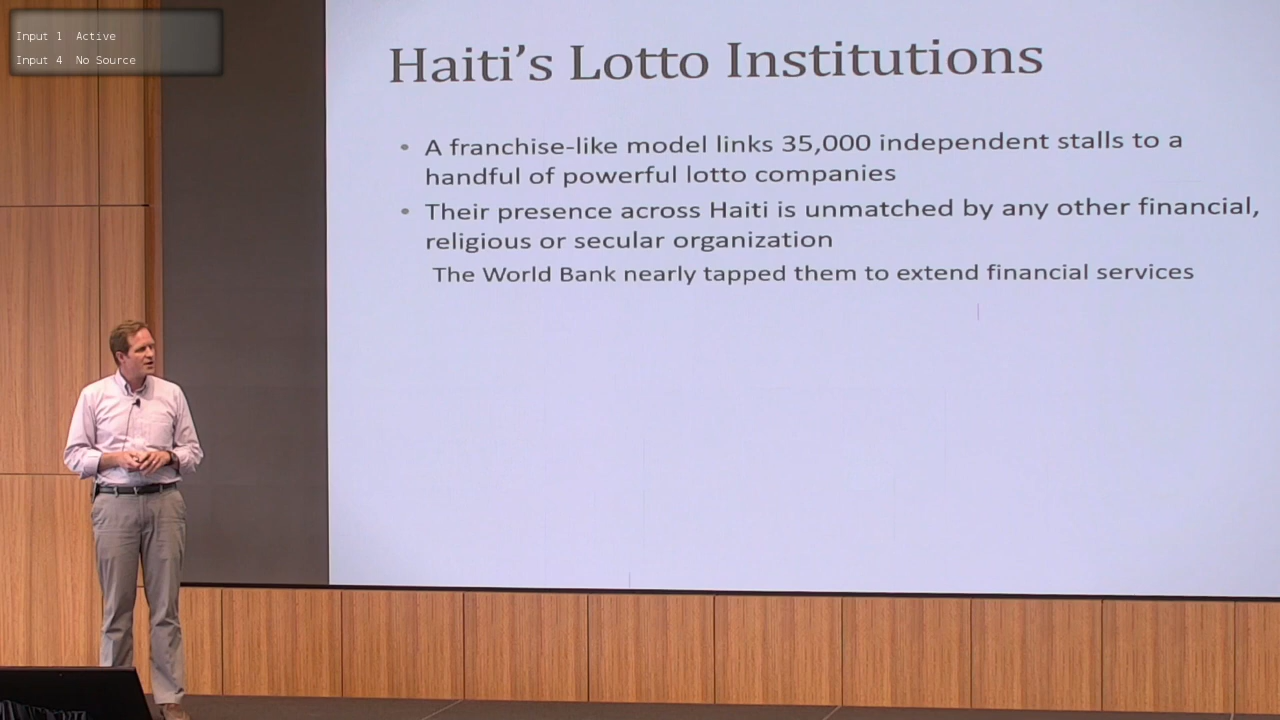 Input 1 Active
Input 4 No Source
Haiti's Lotto Institutions
• A franchise-like model links 35,000 independent stalls to a
handful of powerful lotto companies
• Their presence across Haiti is unmatched by any other financial,
religious or secular organization
The World Bank nearly tapped them to extend financial services